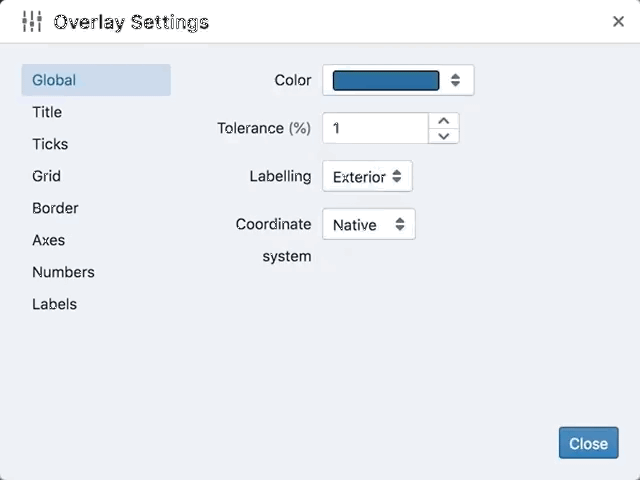 Overlay Settings
Global
Title
Ticks
Grid
Border
Axes
Numbers
Labels
Color
Tolerance (%)
1
Labelling
Exterior
Coordinate
system
Native
Close